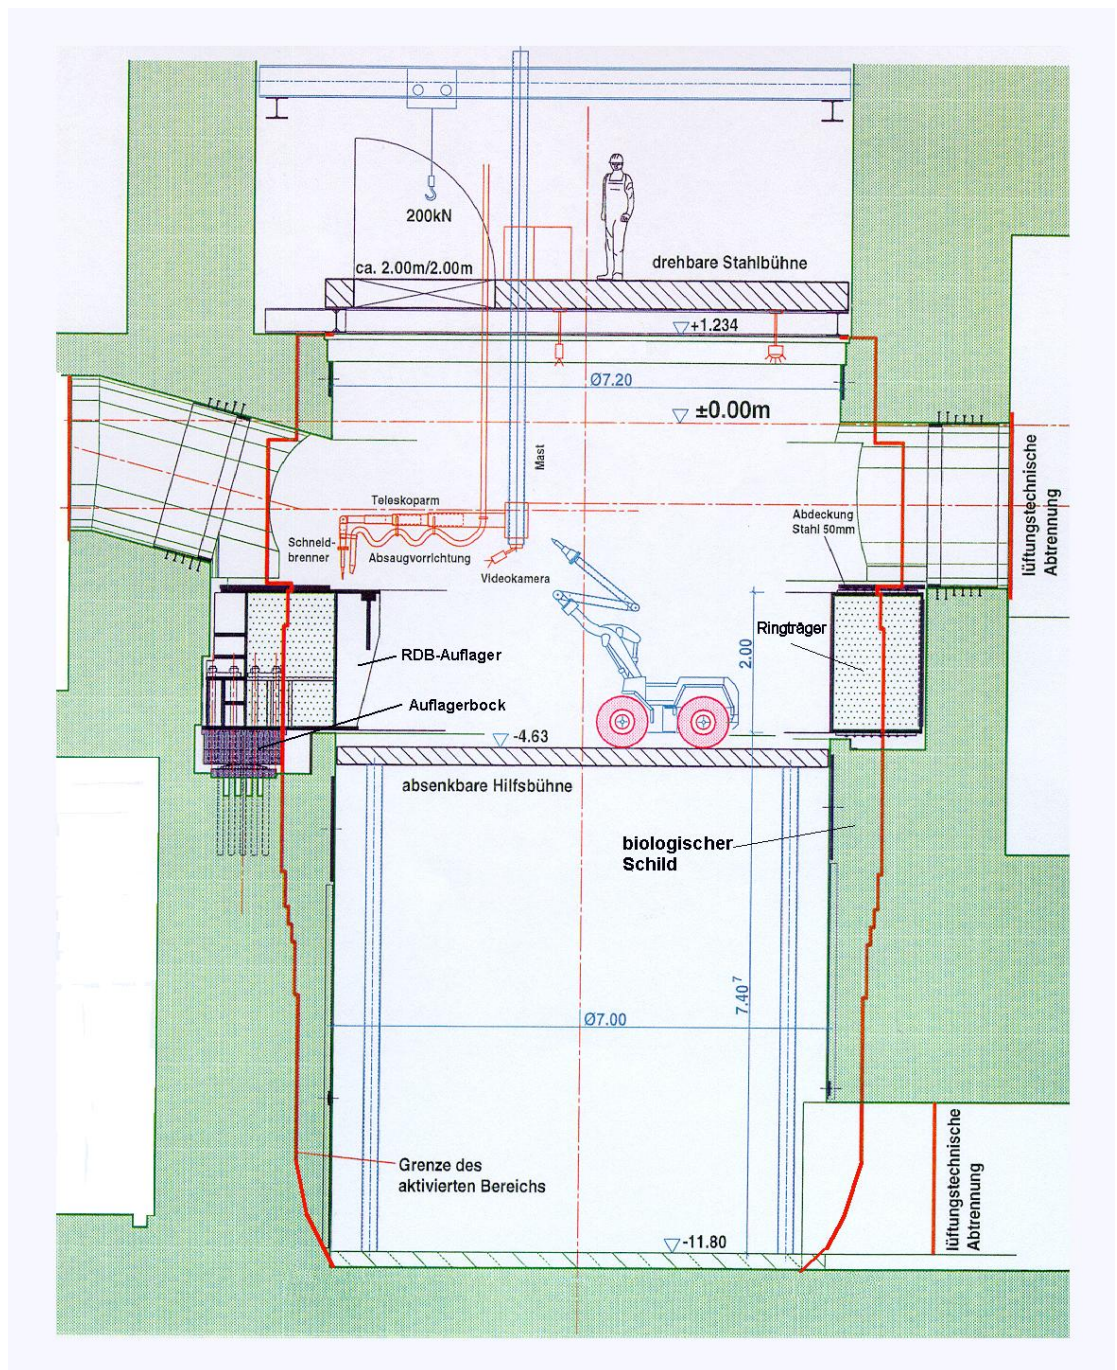 200kN
ca. 2.00m/2.00m
drehbare Stahlbühne
+1.234
Ø7.20
±0.00m
Mast
Teleskoparm
Schneid-
brenner
Absaugvorrichtung
Videokamera
Abdeckung
Stahl 50mm
lüftungstechnische
Abtrennung
RDB-Auflager
Ringträger
2.00
Auflagerbock
-4.63
absenkbare Hilfsbühne
biologischer
Schild
7.40⁷
Ø7.00
Grenze des
aktivierten Bereichs
lüftungstechnische
Abtrennung
-11.80